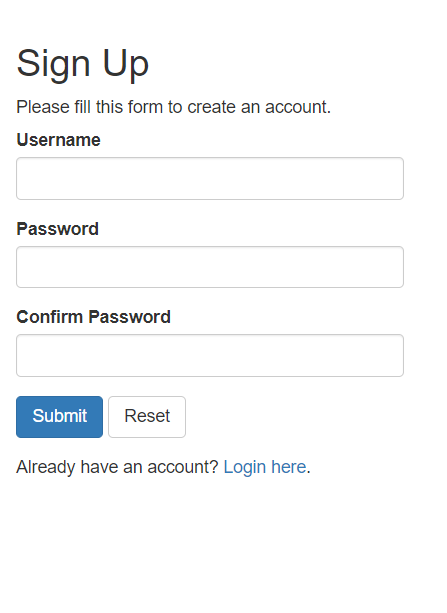 Sign Up
Please fill this form to create an account.
Username
Password
Confirm Password
Submit Reset
Already have an account? Login here.